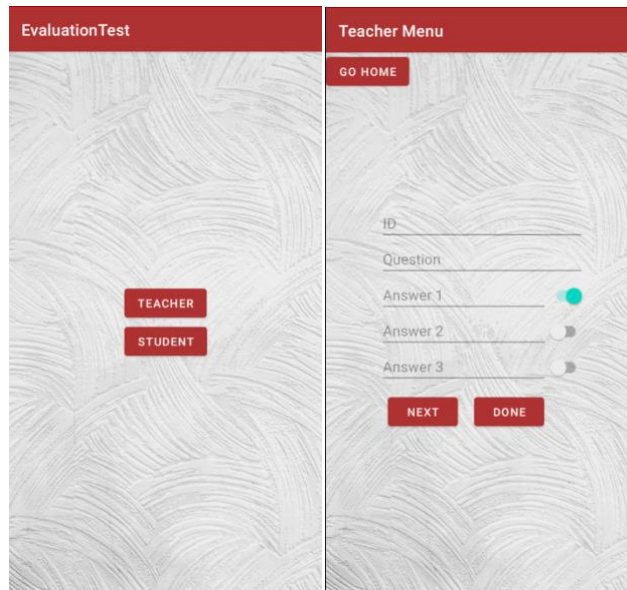 EvaluationTest
TEACHER
STUDENT
Teacher Menu
GO HOME
ID
Question
Answer 1
Answer 2
Answer 3
NEXT DONE